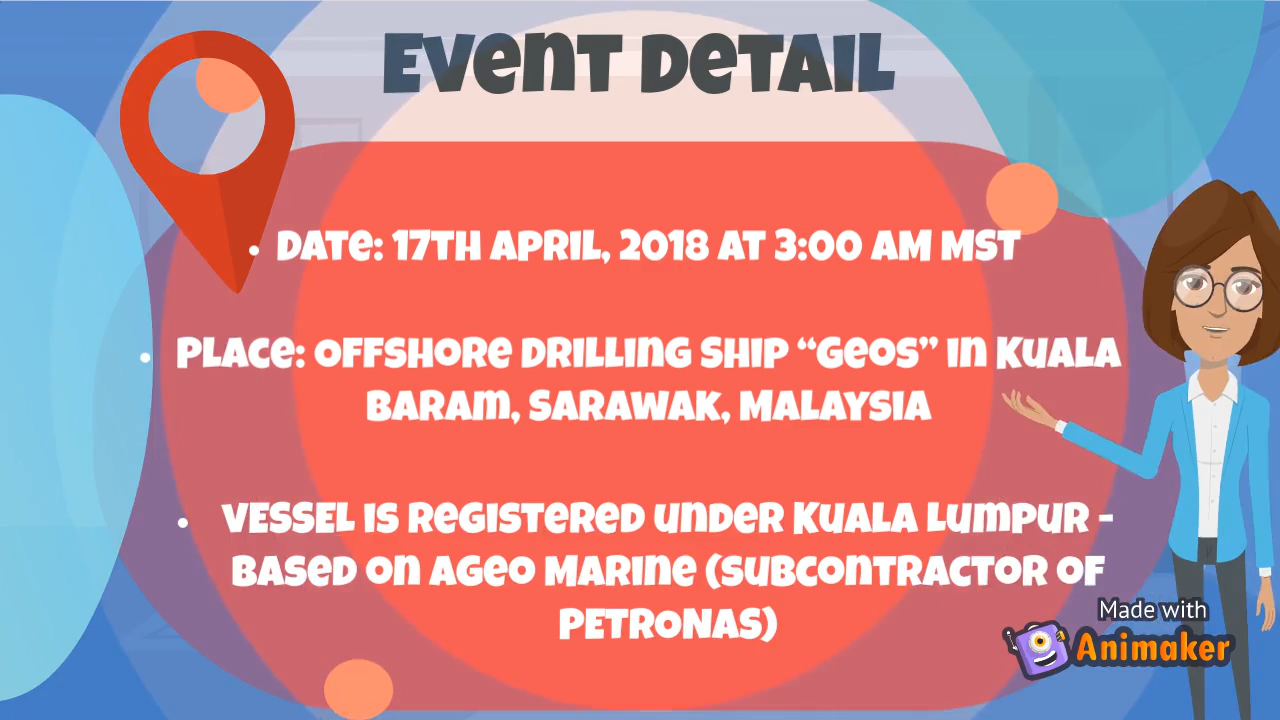 EVENT DETAIL
• DATE: 17TH APRIL, 2018 AT 3:00 AM MST
• PLACE: OFFSHORE DRILLING SHIP “GEOS” IN KUALA
BARAM, SARAWAK, MALAYSIA
• VESSEL IS REGISTERED UNDER KUALA LUMPUR -
BASED ON AGEO MARINE (SUBCONTRACTOR OF
PETRONAS)
Made with
Animaker